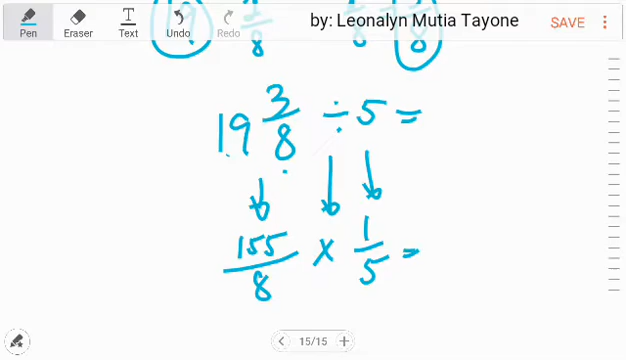 by: Leonalyn Mutia Tayone
SAVE
Pen Eraser Text Undo Redo
19 3/8 ÷ 5 =
155/8 × 1/5 =
15/15